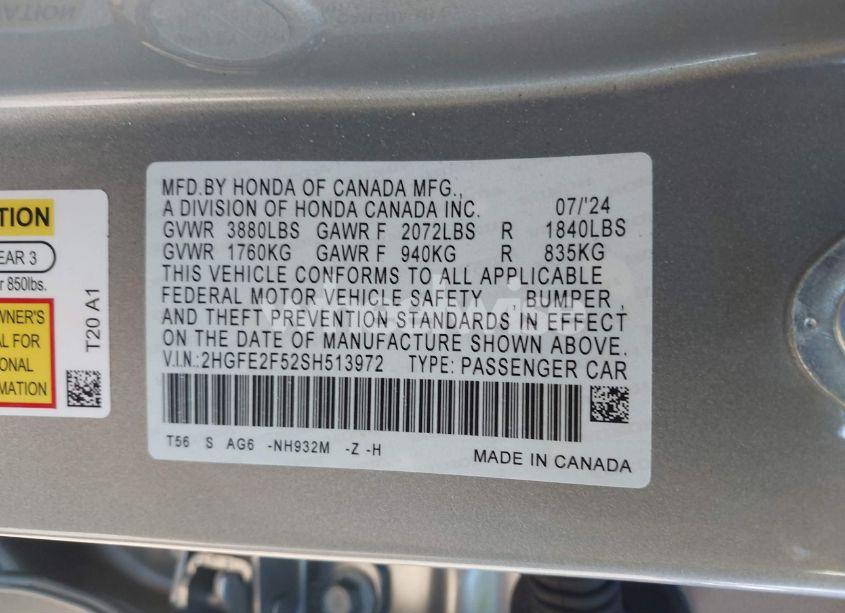 TION
EAR 3
r 850lbs.
WNER'S
AL FOR
ONAL
RMATION
T20 A1
MFD.BY HONDA OF CANADA MFG.,
A DIVISION OF HONDA CANADA INC. 07/'24
GVWR 3880LBS GAWR F 2072LBS R 1840LBS
GVWR 1760KG GAWR F 940KG R 835KG
THIS VEHICLE CONFORMS TO ALL APPLICABLE
FEDERAL MOTOR VEHICLE SAFETY , BUMPER ,
AND THEFT PREVENTION STANDARDS IN EFFECT
ON THE DATE OF MANUFACTURE SHOWN ABOVE.
V.I.N.:2HGFE2F52SH513972 TYPE: PASSENGER CAR
T56 S AG6 -NH932M -Z -H
MADE IN CANADA